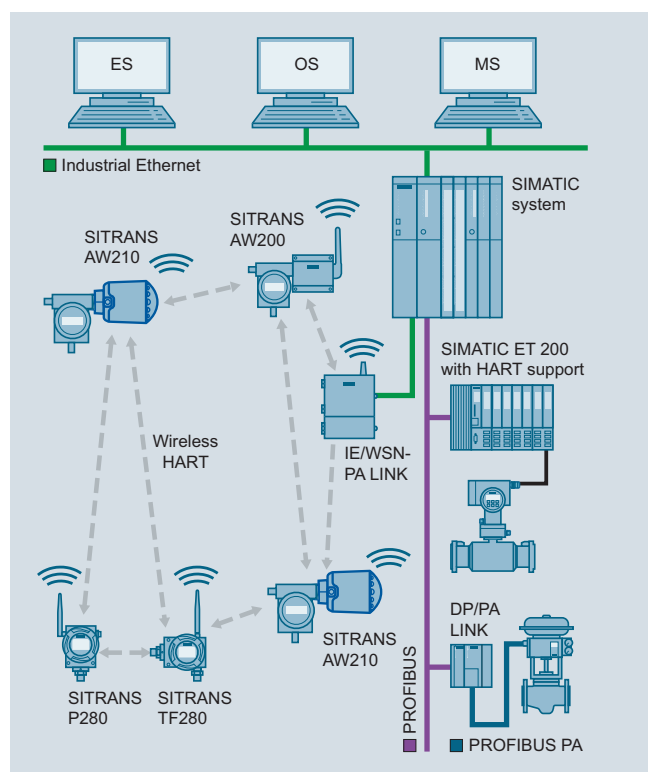 ES
OS
MS
Industrial Ethernet
SIMATIC
system
SITRANS
AW200
SITRANS
AW210
SIMATIC ET 200
with HART support
Wireless
HART
IE/WSN-
PA LINK
DP/PA
LINK
SITRANS
AW210
SITRANS
P280
SITRANS
TF280
PROFIBUS
PROFIBUS PA